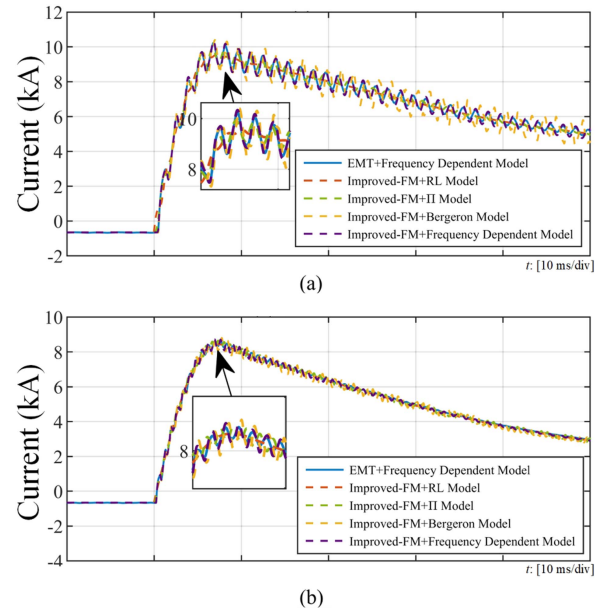 12
10
8
6
4
2
0
-2
Current (kA)
10
8
EMT+Frequency Dependent Model
Improved-FM+RL Model
Improved-FM+Π Model
Improved-FM+Bergeron Model
Improved-FM+Frequency Dependent Model
t: [10 ms/div]
(a)
10
8
6
4
2
0
-2
-4
Current (kA)
8
EMT+Frequency Dependent Model
Improved-FM+RL Model
Improved-FM+Π Model
Improved-FM+Bergeron Model
Improved-FM+Frequency Dependent Model
t: [10 ms/div]
(b)